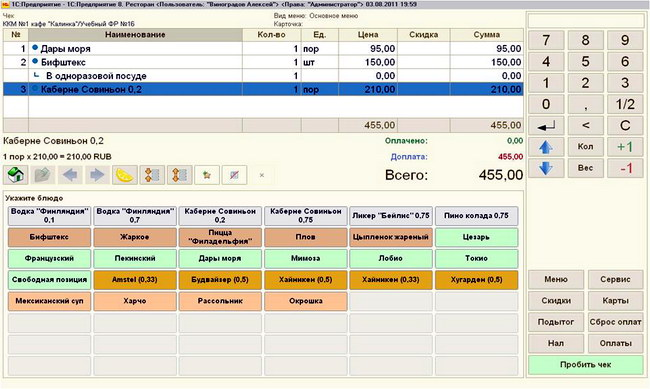 1С:Предприятие - 1С:Предприятие 8. Ресторан <Пользователь: "Виноградов Алексей"> <Права: "Администратор"> 03.08.2011 19:59
Чек Вид меню: Основное меню
ККМ №1 кафе "Калинка"/Учебный ФР №16 Карточка:
№ Наименование Кол-во Ед. Цена Скидка Сумма
1 Дары моря 1 пор 95,00 95,00
2 Бифштекс 1 шт 150,00 150,00
В одноразовой посуде 1 0,00 0,00
3 Каберне Совиньон 0,2 1 пор 210,00 210,00
455,00 455,00
Каберне Совиньон 0,2 Оплачено: 0,00
1 пор x 210,00 = 210,00 RUB Доплата: 455,00
Всего: 455,00
7 8 9
4 5 6
1 2 3
0 , 1/2
< C
Кол +1
Вес -1
Укажите блюдо
Водка "Финляндия" 0,1 Водка "Финляндия" 0,7 Каберне Совиньон 0,2 Каберне Совиньон 0,75 Ликер "Бейлис" 0,75 Пино колада 0,75
Бифштекс Жаркое Пицца "Филадельфия" Плов Цыпленок жареный Цезарь
Французский Пекинский Дары моря Мимоза Лобио Токио
Свободная позиция Amstel (0,33) Будвайзер (0,5) Хайникен (0,5) Хайникен (0,33) Хугарден (0,5)
Мексиканский суп Харчо Рассольник Окрошка
Меню Сервис
Скидки Карты
Подытог Сброс оплат
Нал Оплаты
Пробить чек